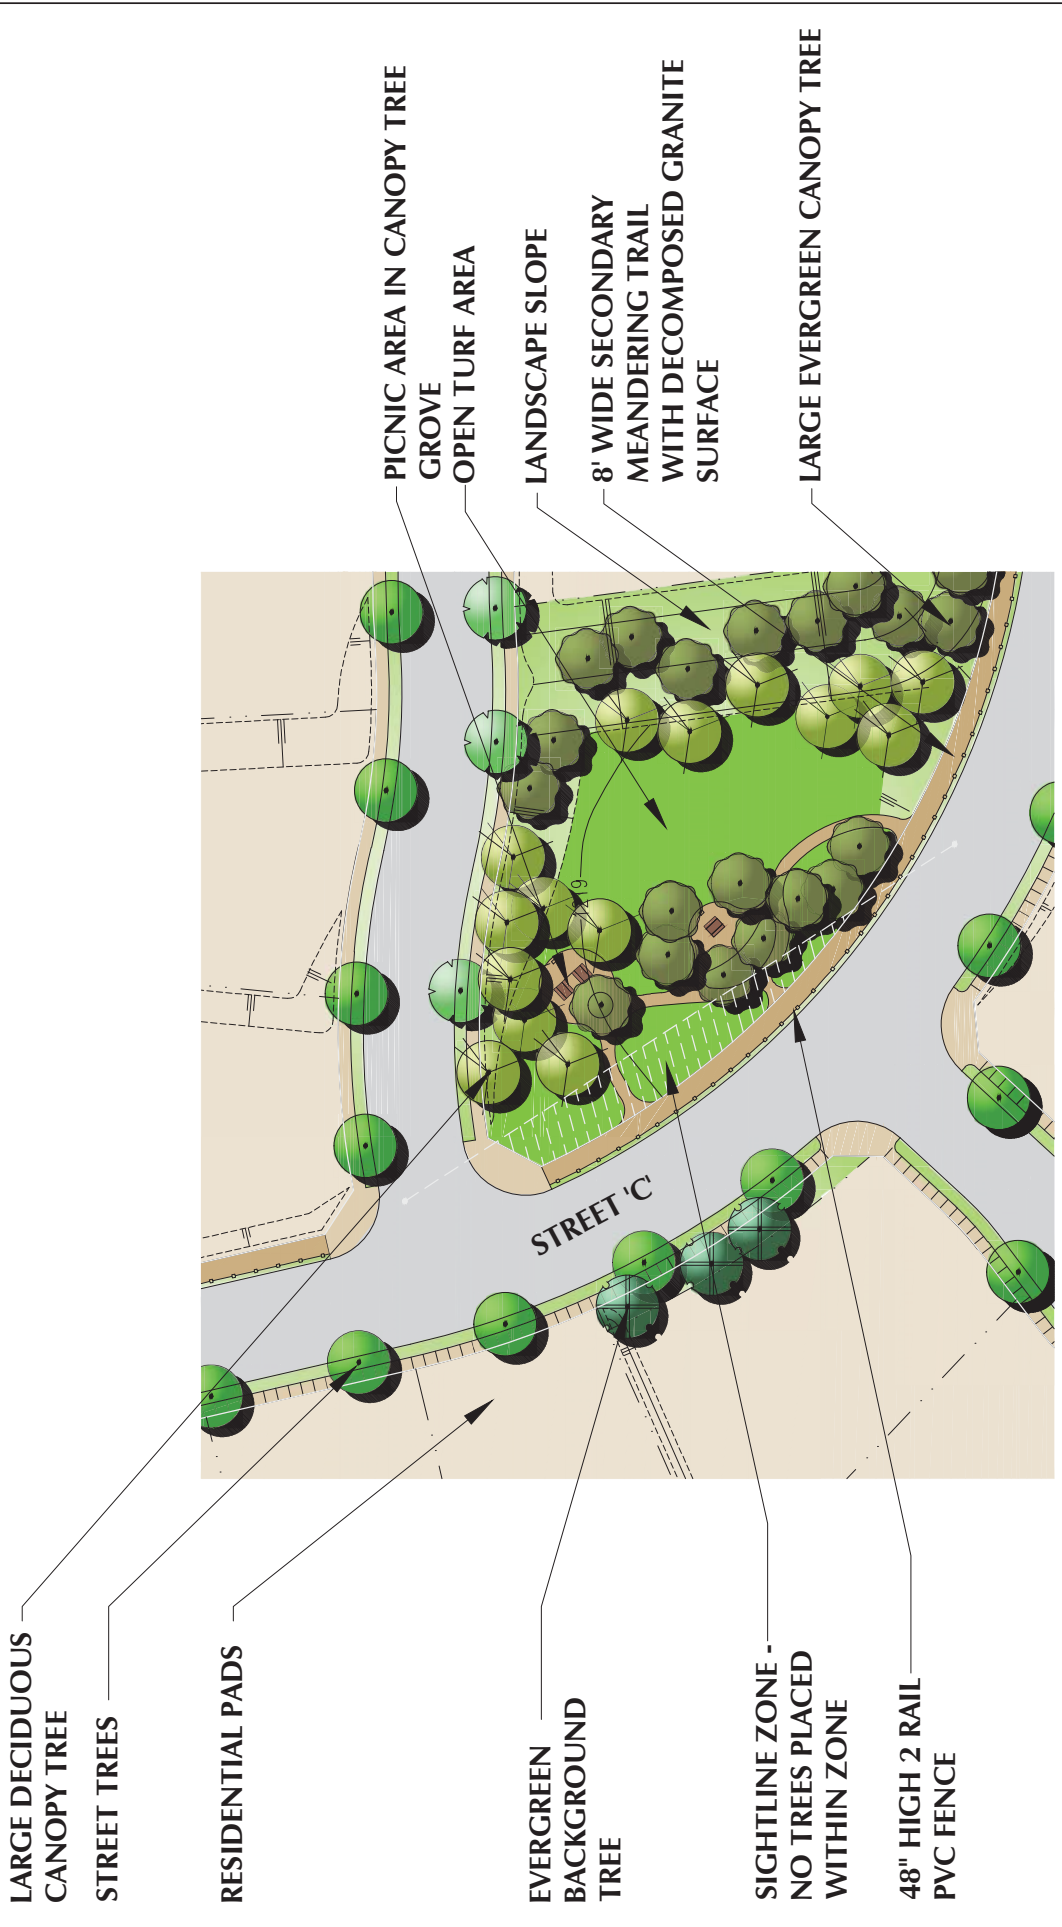 LARGE DECIDUOUS
CANOPY TREE
STREET TREES
RESIDENTIAL PADS
EVERGREEN
BACKGROUND
TREE
SIGHTLINE ZONE -
NO TREES PLACED
WITHIN ZONE
48" HIGH 2 RAIL
PVC FENCE
STREET 'C'
PICNIC AREA IN CANOPY TREE
GROVE
OPEN TURF AREA
LANDSCAPE SLOPE
8' WIDE SECONDARY
MEANDERING TRAIL
WITH DECOMPOSED GRANITE
SURFACE
LARGE EVERGREEN CANOPY TREE